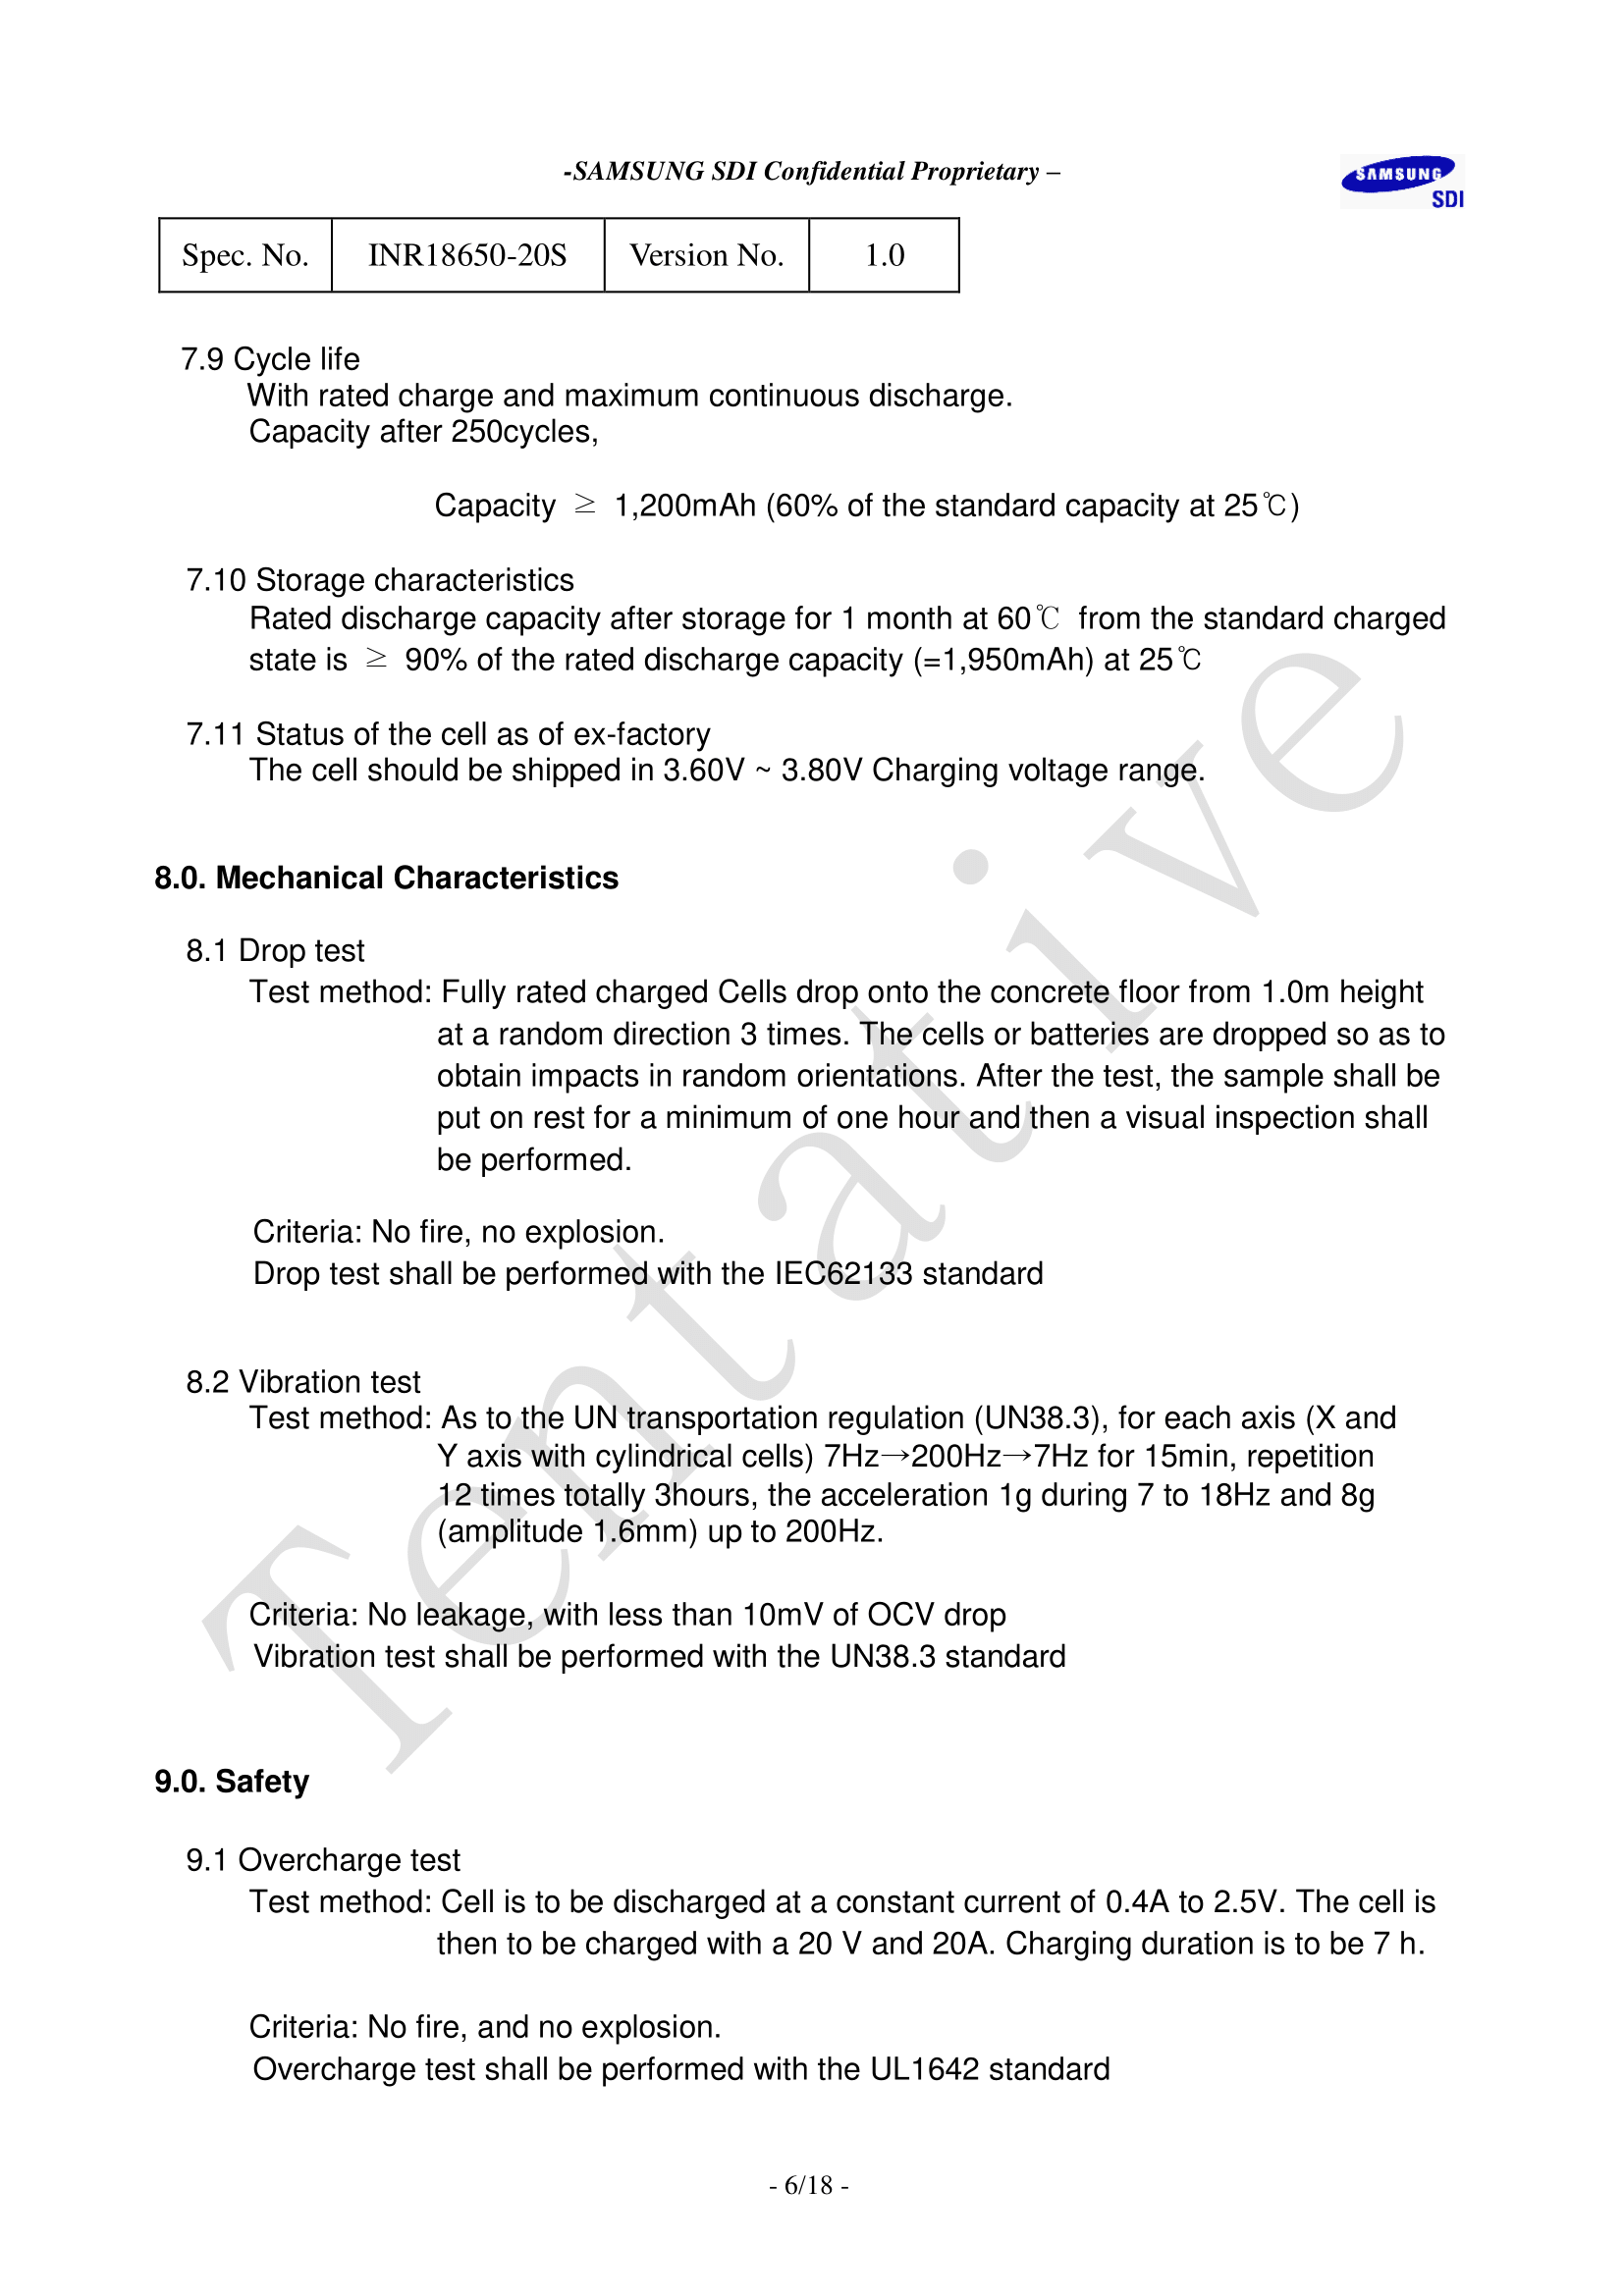 -SAMSUNG SDI Confidential Proprietary –
SAMSUNG
SDI
Spec. No. INR18650-20S Version No. 1.0
7.9 Cycle life
With rated charge and maximum continuous discharge.
Capacity after 250cycles,
Capacity ≥ 1,200mAh (60% of the standard capacity at 25℃)
7.10 Storage characteristics
Rated discharge capacity after storage for 1 month at 60℃ from the standard charged
state is ≥ 90% of the rated discharge capacity (=1,950mAh) at 25℃
7.11 Status of the cell as of ex-factory
The cell should be shipped in 3.60V ~ 3.80V Charging voltage range.
8.0. Mechanical Characteristics
8.1 Drop test
Test method: Fully rated charged Cells drop onto the concrete floor from 1.0m height
at a random direction 3 times. The cells or batteries are dropped so as to
obtain impacts in random orientations. After the test, the sample shall be
put on rest for a minimum of one hour and then a visual inspection shall
be performed.
Criteria: No fire, no explosion.
Drop test shall be performed with the IEC62133 standard
8.2 Vibration test
Test method: As to the UN transportation regulation (UN38.3), for each axis (X and
Y axis with cylindrical cells) 7Hz→200Hz→7Hz for 15min, repetition
12 times totally 3hours, the acceleration 1g during 7 to 18Hz and 8g
(amplitude 1.6mm) up to 200Hz.
Criteria: No leakage, with less than 10mV of OCV drop
Vibration test shall be performed with the UN38.3 standard
9.0. Safety
9.1 Overcharge test
Test method: Cell is to be discharged at a constant current of 0.4A to 2.5V. The cell is
then to be charged with a 20 V and 20A. Charging duration is to be 7 h.
Criteria: No fire, and no explosion.
Overcharge test shall be performed with the UL1642 standard
- 6/18 -
Tentative